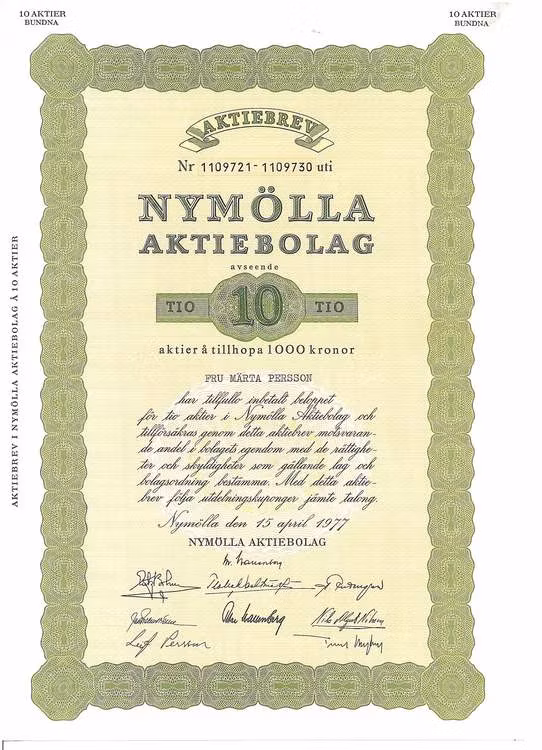 10 AKTIER
BUNDNA
10 AKTIER
BUNDNA
AKTIEBREV
Nr 1109721-1109730 uti
NYMÖLLA
AKTIEBOLAG
avseende
TIO 10 TIO
aktier å tillhopa 1000 kronor
FRU MÄRTA PERSSON
har tillfullo inbetalt beloppet
för tio aktier i Nymölla Aktiebolag och
tillförsäkras genom detta aktiebrev motsvaran-
de andel i bolagets egendom med de rättighe-
ter och skyldigheter som gällande lag och
bolagsordning bestämma. Med detta aktie-
brev följa utdelningskuponger jämte talong.
Nymölla den 15 april 1977
NYMÖLLA AKTIEBOLAG
Leif Persson
AKTIEBREV I NYMÖLLA AKTIEBOLAG Å 10 AKTIER